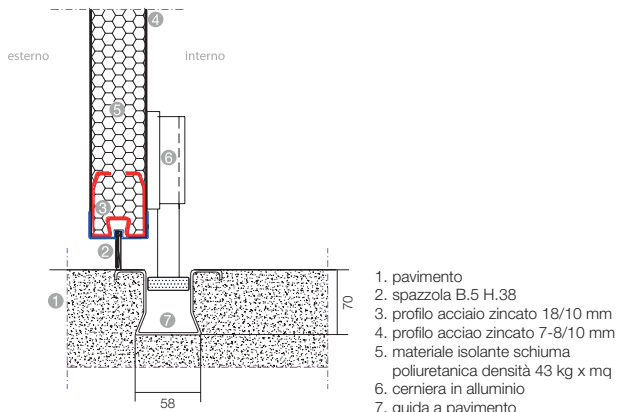 4
esterno
interno
5
6
3
2
1
7
70
58
1. pavimento
2. spazzola B.5 H.38
3. profilo acciaio zincato 18/10 mm
4. profilo acciao zincato 7-8/10 mm
5. materiale isolante schiuma
poliuretanica densità 43 kg x mq
6. cerniera in alluminio
7. guida a pavimento